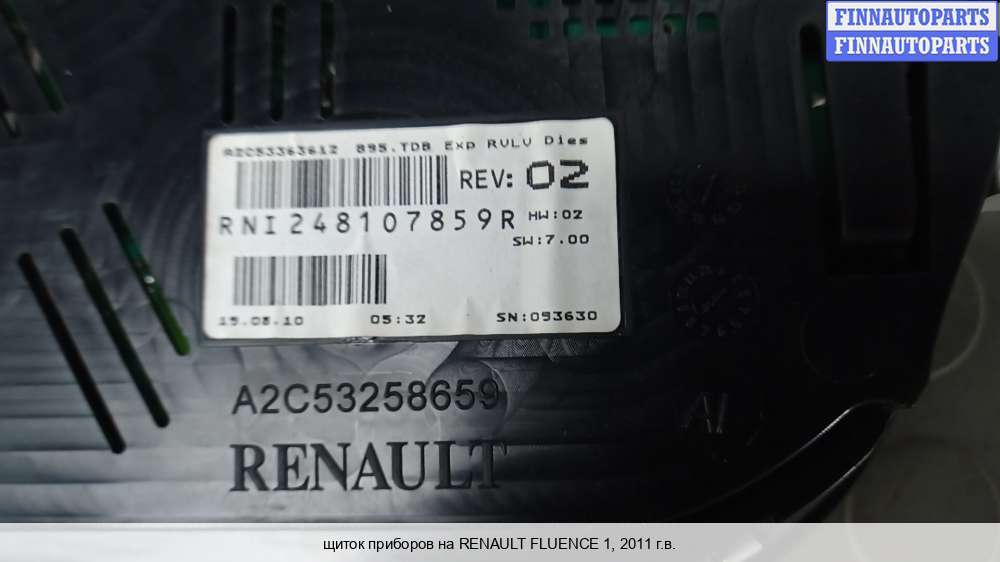 FINNAUTOPARTS
FINNAUTOPARTS
A2C53363612 895.TDB Exp RVLV Dies
REV: 02
RNI248107859R HW:02
SW:7.00
19.08.10 05:32 SN:093630
A2C53258659
RENAULT
щиток приборов на RENAULT FLUENCE 1, 2011 г.в.